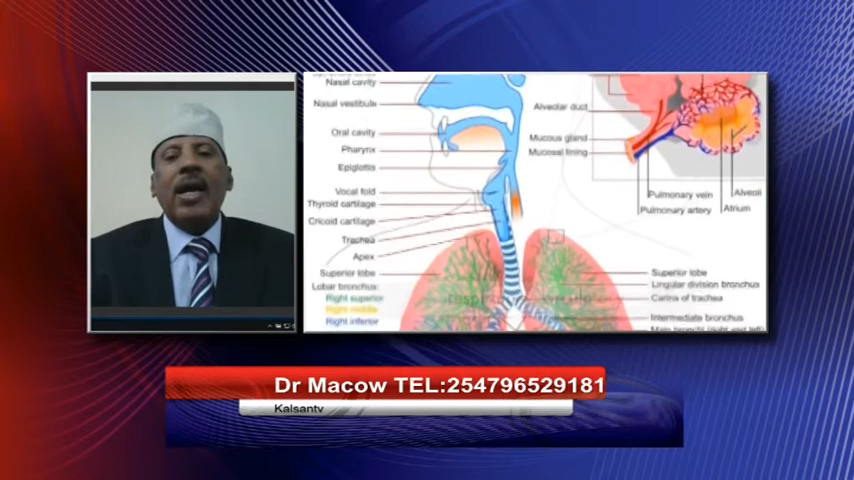 Nasal cavity
Nasal vestibule
Oral cavity
Pharynx
Epiglottis
Vocal fold
Thyroid cartilage
Cricoid cartilage
Trachea
Apex
Superior lobe
Lobar bronchus:
Right superior
Right middle
Right inferior
Alveolar duct
Mucous gland
Mucosal lining
Pulmonary vein
Alveoli
Pulmonary artery
Atrium
Superior lobe
Lingular division bronchus
Carina of trachea
Intermediate bronchus
Dr Macow TEL:254796529181
Kalsantv